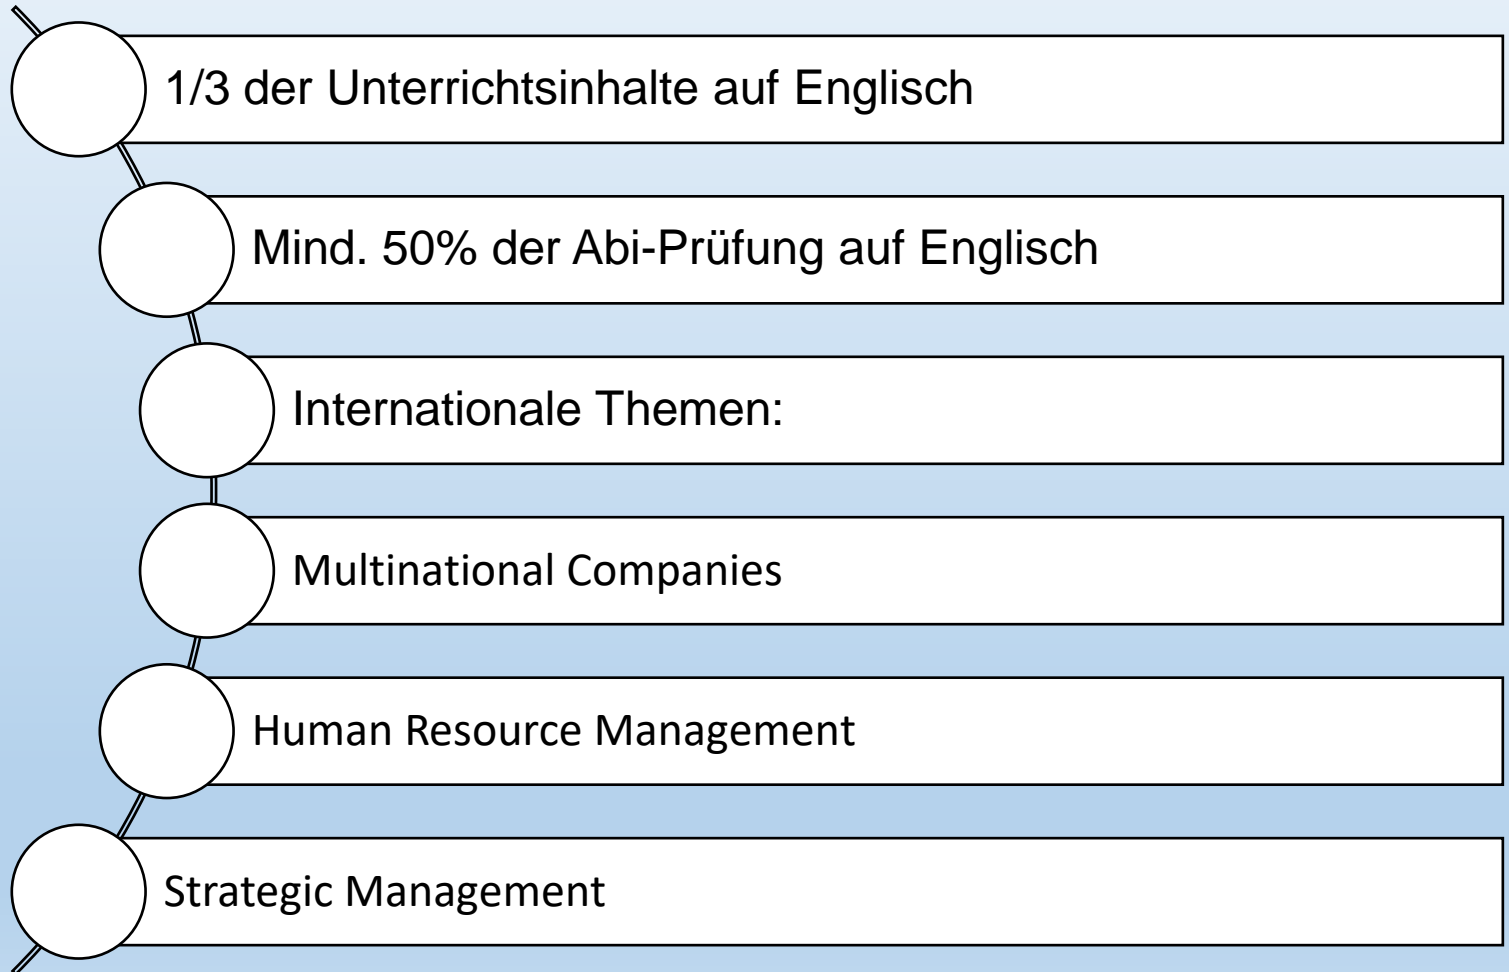 1/3 der Unterrichtsinhalte auf Englisch
Mind. 50% der Abi-Prüfung auf Englisch
Internationale Themen:
Multinational Companies
Human Resource Management
Strategic Management